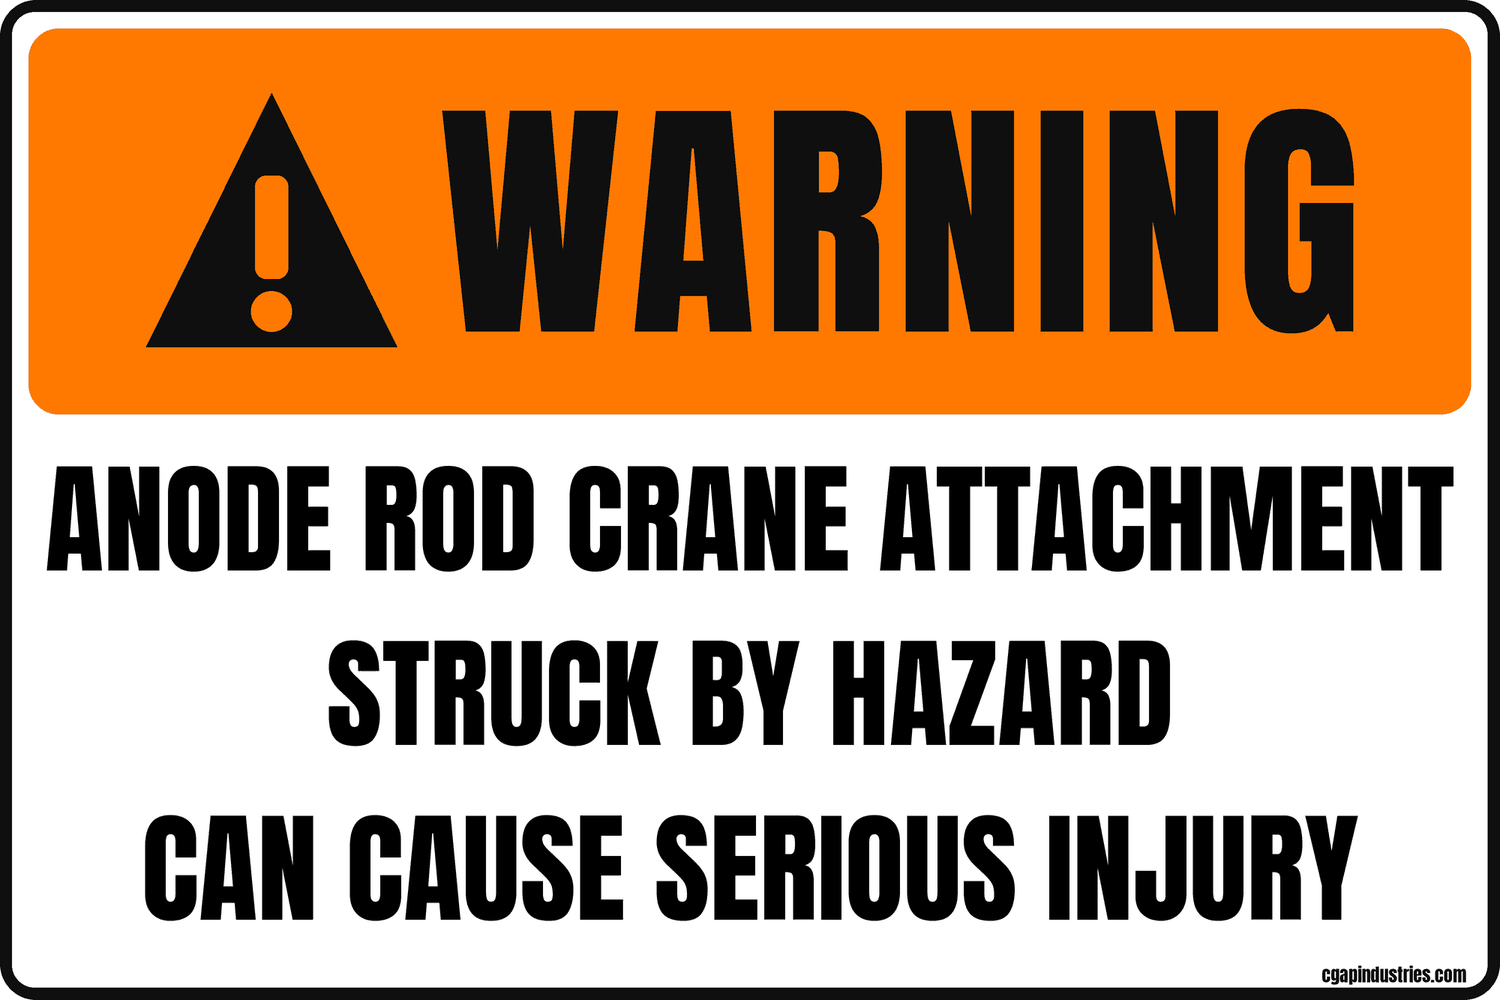 WARNING
ANODE ROD CRANE ATTACHMENT
STRUCK BY HAZARD
CAN CAUSE SERIOUS INJURY
cgapindustries.com